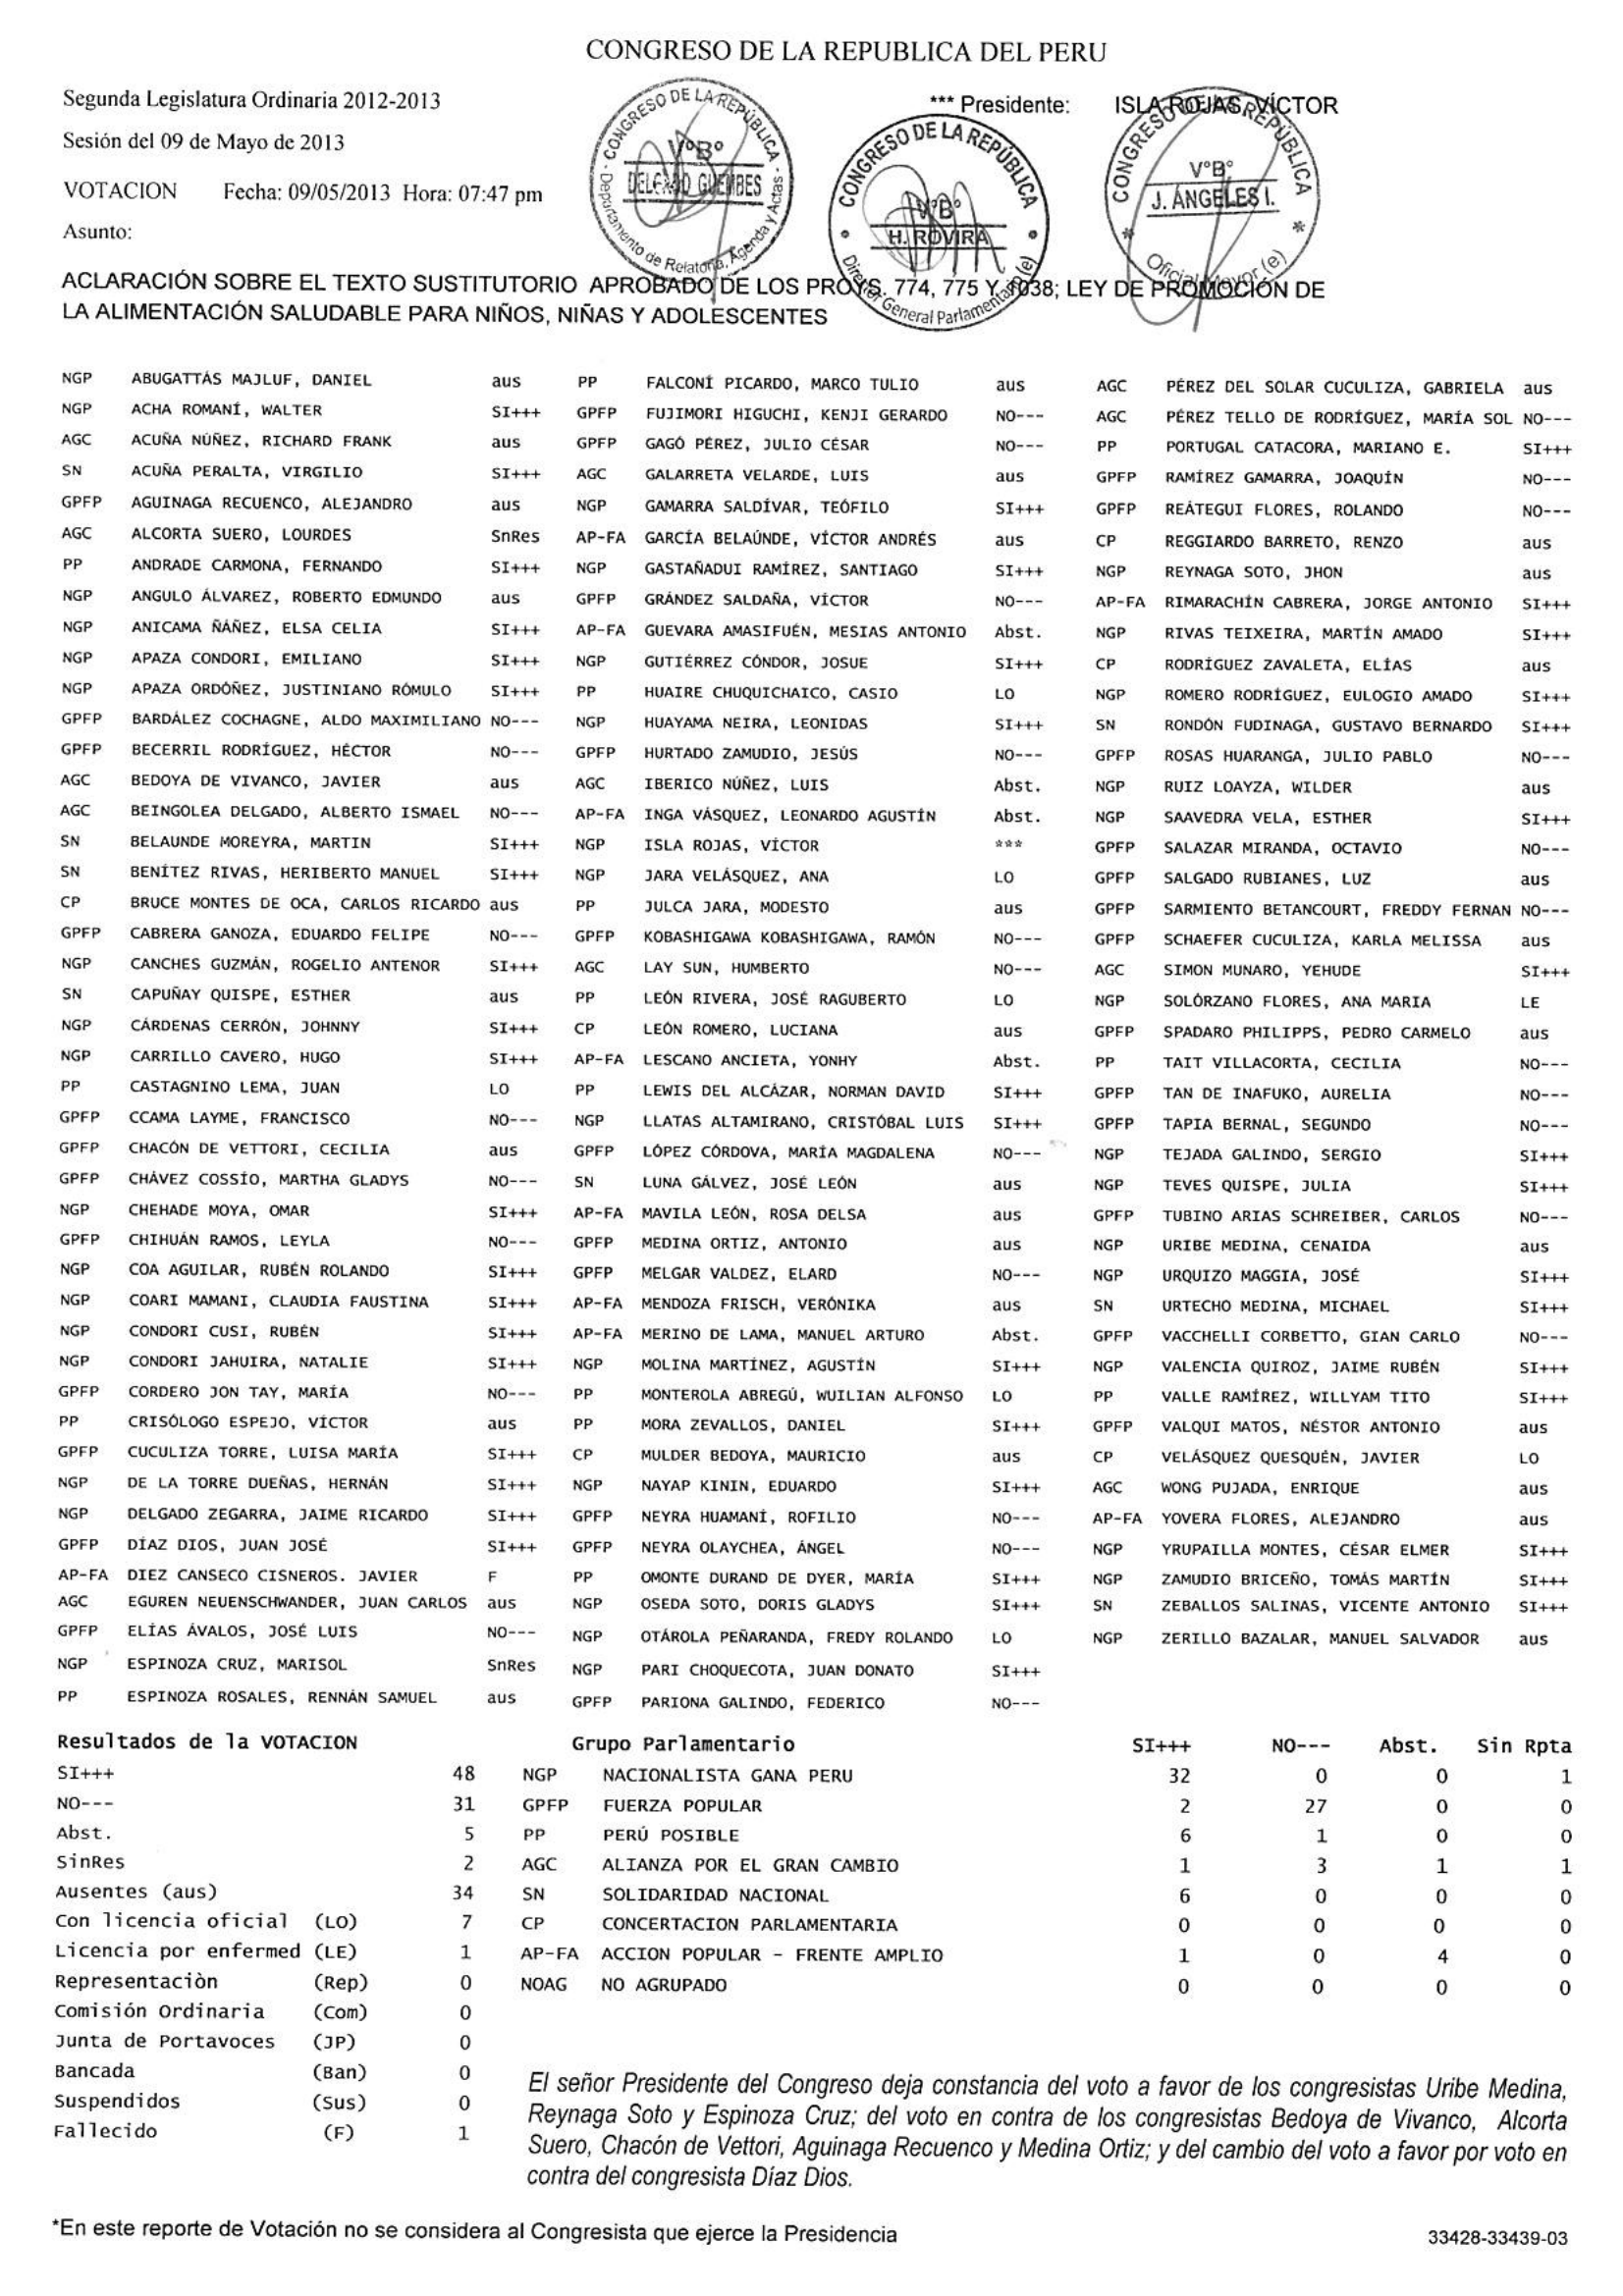 CONGRESO DE LA REPUBLICA DEL PERU
Segunda Legislatura Ordinaria 2012-2013
*** Presidente: ISLA ROJAS, VÍCTOR
Sesión del 09 de Mayo de 2013
VOTACION Fecha: 09/05/2013 Hora: 07:47 pm
Asunto:
CONGRESO DE LA REPÚBLICA - Departamento de Relatoría, Agenda y Actas -
V°B°
DELGADO GUEMBES
CONGRESO DE LA REPÚBLICA
V°B°
H. ROVIRA
Director General Parlamentario (e)
CONGRESO DE LA REPÚBLICA
V°B°
J. ANGELES I.
Oficial Mayor (e)
ACLARACIÓN SOBRE EL TEXTO SUSTITUTORIO APROBADO DE LOS PROYS. 774, 775 Y 1038; LEY DE PROMOCIÓN DE
LA ALIMENTACIÓN SALUDABLE PARA NIÑOS, NIÑAS Y ADOLESCENTES
NGP ABUGATTÁS MAJLUF, DANIEL aus
NGP ACHA ROMANÍ, WALTER SI+++
AGC ACUÑA NÚÑEZ, RICHARD FRANK aus
SN ACUÑA PERALTA, VIRGILIO SI+++
GPFP AGUINAGA RECUENCO, ALEJANDRO aus
AGC ALCORTA SUERO, LOURDES SnRes
PP ANDRADE CARMONA, FERNANDO SI+++
NGP ANGULO ÁLVAREZ, ROBERTO EDMUNDO aus
NGP ANICAMA ÑÁÑEZ, ELSA CELIA SI+++
NGP APAZA CONDORI, EMILIANO SI+++
NGP APAZA ORDÓÑEZ, JUSTINIANO RÓMULO SI+++
GPFP BARDÁLEZ COCHAGNE, ALDO MAXIMILIANO NO---
GPFP BECERRIL RODRÍGUEZ, HÉCTOR NO---
AGC BEDOYA DE VIVANCO, JAVIER aus
AGC BEINGOLEA DELGADO, ALBERTO ISMAEL NO---
SN BELAUNDE MOREYRA, MARTIN SI+++
SN BENÍTEZ RIVAS, HERIBERTO MANUEL SI+++
CP BRUCE MONTES DE OCA, CARLOS RICARDO aus
GPFP CABRERA GANOZA, EDUARDO FELIPE NO---
NGP CANCHES GUZMÁN, ROGELIO ANTENOR SI+++
SN CAPUÑAY QUISPE, ESTHER aus
NGP CÁRDENAS CERRÓN, JOHNNY SI+++
NGP CARRILLO CAVERO, HUGO SI+++
PP CASTAGNINO LEMA, JUAN LO
GPFP CCAMA LAYME, FRANCISCO NO---
GPFP CHACÓN DE VETTORI, CECILIA aus
GPFP CHÁVEZ COSSÍO, MARTHA GLADYS NO---
NGP CHEHADE MOYA, OMAR SI+++
GPFP CHIHUÁN RAMOS, LEYLA NO---
NGP COA AGUILAR, RUBÉN ROLANDO SI+++
NGP COARI MAMANI, CLAUDIA FAUSTINA SI+++
NGP CONDORI CUSI, RUBÉN SI+++
NGP CONDORI JAHUIRA, NATALIE SI+++
GPFP CORDERO JON TAY, MARÍA NO---
PP CRISÓLOGO ESPEJO, VÍCTOR aus
GPFP CUCULIZA TORRE, LUISA MARÍA SI+++
NGP DE LA TORRE DUEÑAS, HERNÁN SI+++
NGP DELGADO ZEGARRA, JAIME RICARDO SI+++
GPFP DÍAZ DIOS, JUAN JOSÉ SI+++
AP-FA DIEZ CANSECO CISNEROS. JAVIER F
AGC EGUREN NEUENSCHWANDER, JUAN CARLOS aus
GPFP ELÍAS ÁVALOS, JOSÉ LUIS NO---
NGP ESPINOZA CRUZ, MARISOL SnRes
PP ESPINOZA ROSALES, RENNÁN SAMUEL aus
PP FALCONÍ PICARDO, MARCO TULIO aus
GPFP FUJIMORI HIGUCHI, KENJI GERARDO NO---
GPFP GAGÓ PÉREZ, JULIO CÉSAR NO---
AGC GALARRETA VELARDE, LUIS aus
NGP GAMARRA SALDÍVAR, TEÓFILO SI+++
AP-FA GARCÍA BELAÚNDE, VÍCTOR ANDRÉS aus
NGP GASTAÑADUI RAMÍREZ, SANTIAGO SI+++
GPFP GRÁNDEZ SALDAÑA, VÍCTOR NO---
AP-FA GUEVARA AMASIFUÉN, MESIAS ANTONIO Abst.
NGP GUTIÉRREZ CÓNDOR, JOSUE SI+++
PP HUAIRE CHUQUICHAICO, CASIO LO
NGP HUAYAMA NEIRA, LEONIDAS SI+++
GPFP HURTADO ZAMUDIO, JESÚS NO---
AGC IBERICO NÚÑEZ, LUIS Abst.
AP-FA INGA VÁSQUEZ, LEONARDO AGUSTÍN Abst.
NGP ISLA ROJAS, VÍCTOR ***
NGP JARA VELÁSQUEZ, ANA LO
PP JULCA JARA, MODESTO aus
GPFP KOBASHIGAWA KOBASHIGAWA, RAMÓN NO---
AGC LAY SUN, HUMBERTO NO---
PP LEÓN RIVERA, JOSÉ RAGUBERTO LO
CP LEÓN ROMERO, LUCIANA aus
AP-FA LESCANO ANCIETA, YONHY Abst.
PP LEWIS DEL ALCÁZAR, NORMAN DAVID SI+++
NGP LLATAS ALTAMIRANO, CRISTÓBAL LUIS SI+++
GPFP LÓPEZ CÓRDOVA, MARÍA MAGDALENA NO---
SN LUNA GÁLVEZ, JOSÉ LEÓN aus
AP-FA MAVILA LEÓN, ROSA DELSA aus
GPFP MEDINA ORTIZ, ANTONIO aus
GPFP MELGAR VALDEZ, ELARD NO---
AP-FA MENDOZA FRISCH, VERÓNIKA aus
AP-FA MERINO DE LAMA, MANUEL ARTURO Abst.
NGP MOLINA MARTÍNEZ, AGUSTÍN SI+++
PP MONTEROLA ABREGÚ, WUILIAN ALFONSO LO
PP MORA ZEVALLOS, DANIEL SI+++
CP MULDER BEDOYA, MAURICIO aus
NGP NAYAP KININ, EDUARDO SI+++
GPFP NEYRA HUAMANÍ, ROFILIO NO---
GPFP NEYRA OLAYCHEA, ÁNGEL NO---
PP OMONTE DURAND DE DYER, MARÍA SI+++
NGP OSEDA SOTO, DORIS GLADYS SI+++
NGP OTÁROLA PEÑARANDA, FREDY ROLANDO LO
NGP PARI CHOQUECOTA, JUAN DONATO SI+++
GPFP PARIONA GALINDO, FEDERICO NO---
AGC PÉREZ DEL SOLAR CUCULIZA, GABRIELA aus
AGC PÉREZ TELLO DE RODRÍGUEZ, MARÍA SOL NO---
PP PORTUGAL CATACORA, MARIANO E. SI+++
GPFP RAMÍREZ GAMARRA, JOAQUÍN NO---
GPFP REÁTEGUI FLORES, ROLANDO NO---
CP REGGIARDO BARRETO, RENZO aus
NGP REYNAGA SOTO, JHON aus
AP-FA RIMARACHÍN CABRERA, JORGE ANTONIO SI+++
NGP RIVAS TEIXEIRA, MARTÍN AMADO SI+++
CP RODRÍGUEZ ZAVALETA, ELÍAS aus
NGP ROMERO RODRÍGUEZ, EULOGIO AMADO SI+++
SN RONDÓN FUDINAGA, GUSTAVO BERNARDO SI+++
GPFP ROSAS HUARANGA, JULIO PABLO NO---
NGP RUIZ LOAYZA, WILDER aus
NGP SAAVEDRA VELA, ESTHER SI+++
GPFP SALAZAR MIRANDA, OCTAVIO NO---
GPFP SALGADO RUBIANES, LUZ aus
GPFP SARMIENTO BETANCOURT, FREDDY FERNAN NO---
GPFP SCHAEFER CUCULIZA, KARLA MELISSA aus
AGC SIMON MUNARO, YEHUDE SI+++
NGP SOLÓRZANO FLORES, ANA MARIA LE
GPFP SPADARO PHILIPPS, PEDRO CARMELO aus
PP TAIT VILLACORTA, CECILIA NO---
GPFP TAN DE INAFUKO, AURELIA NO---
GPFP TAPIA BERNAL, SEGUNDO NO---
NGP TEJADA GALINDO, SERGIO SI+++
NGP TEVES QUISPE, JULIA SI+++
GPFP TUBINO ARIAS SCHREIBER, CARLOS NO---
NGP URIBE MEDINA, CENAIDA aus
NGP URQUIZO MAGGIA, JOSÉ SI+++
SN URTECHO MEDINA, MICHAEL SI+++
GPFP VACCHELLI CORBETTO, GIAN CARLO NO---
NGP VALENCIA QUIROZ, JAIME RUBÉN SI+++
PP VALLE RAMÍREZ, WILLYAM TITO SI+++
GPFP VALQUI MATOS, NÉSTOR ANTONIO aus
CP VELÁSQUEZ QUESQUÉN, JAVIER LO
AGC WONG PUJADA, ENRIQUE aus
AP-FA YOVERA FLORES, ALEJANDRO aus
NGP YRUPAILLA MONTES, CÉSAR ELMER SI+++
NGP ZAMUDIO BRICEÑO, TOMÁS MARTÍN SI+++
SN ZEBALLOS SALINAS, VICENTE ANTONIO SI+++
NGP ZERILLO BAZALAR, MANUEL SALVADOR aus
Resultados de la VOTACION
SI+++ 48
NO--- 31
Abst. 5
SinRes 2
Ausentes (aus) 34
Con licencia oficial (LO) 7
Licencia por enfermed (LE) 1
Representaciòn (Rep) 0
Comisión Ordinaria (Com) 0
Junta de Portavoces (JP) 0
Bancada (Ban) 0
Suspendidos (Sus) 0
Fallecido (F) 1
Grupo Parlamentario SI+++ NO--- Abst. Sin Rpta
NGP NACIONALISTA GANA PERU 32 0 0 1
GPFP FUERZA POPULAR 2 27 0 0
PP PERÚ POSIBLE 6 1 0 0
AGC ALIANZA POR EL GRAN CAMBIO 1 3 1 1
SN SOLIDARIDAD NACIONAL 6 0 0 0
CP CONCERTACION PARLAMENTARIA 0 0 0 0
AP-FA ACCION POPULAR - FRENTE AMPLIO 1 0 4 0
NOAG NO AGRUPADO 0 0 0 0
El señor Presidente del Congreso deja constancia del voto a favor de los congresistas Uribe Medina,
Reynaga Soto y Espinoza Cruz; del voto en contra de los congresistas Bedoya de Vivanco, Alcorta
Suero, Chacón de Vettori, Aguinaga Recuenco y Medina Ortiz; y del cambio del voto a favor por voto en
contra del congresista Díaz Dios.
*En este reporte de Votación no se considera al Congresista que ejerce la Presidencia
33428-33439-03